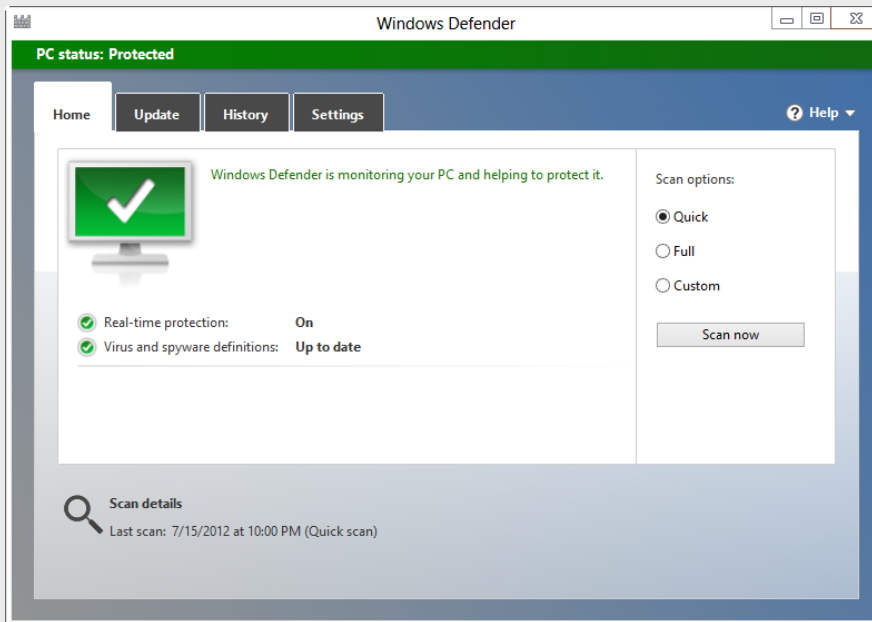 Windows Defender
PC status: Protected
Home Update History Settings Help
Windows Defender is monitoring your PC and helping to protect it.
Real-time protection: On
Virus and spyware definitions: Up to date
Scan options:
Quick
Full
Custom
Scan now
Scan details
Last scan: 7/15/2012 at 10:00 PM (Quick scan)